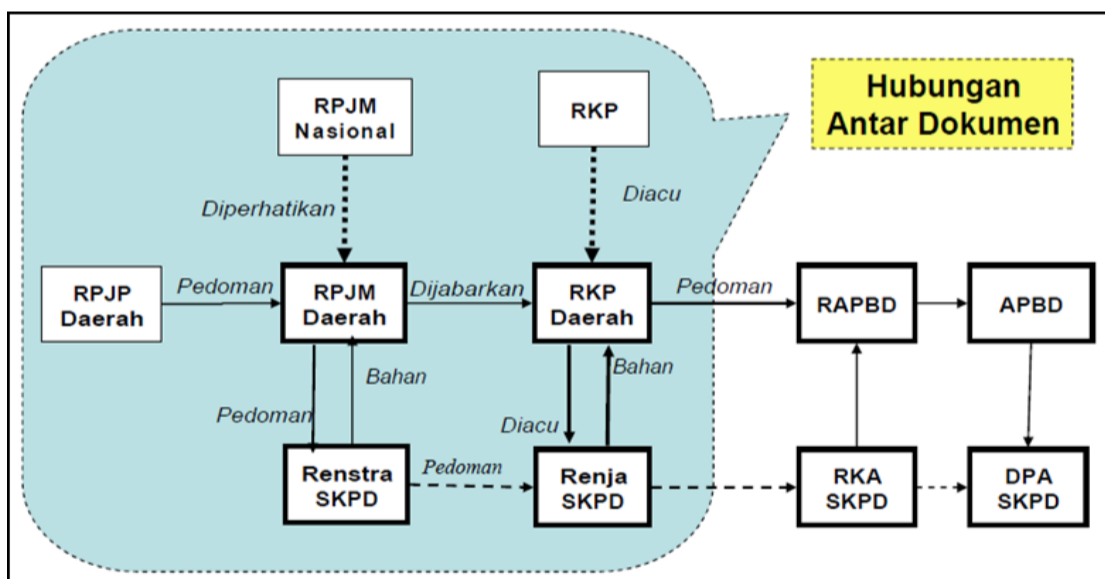 Hubungan
Antar Dokumen
RPJM
Nasional
RKP
Diperhatikan
Diacu
RPJP
Daerah
Pedoman
RPJM
Daerah
Dijabarkan
RKP
Daerah
Pedoman
RAPBD
APBD
Pedoman
Bahan
Diacu
Bahan
Renstra
SKPD
Pedoman
Renja
SKPD
RKA
SKPD
DPA
SKPD